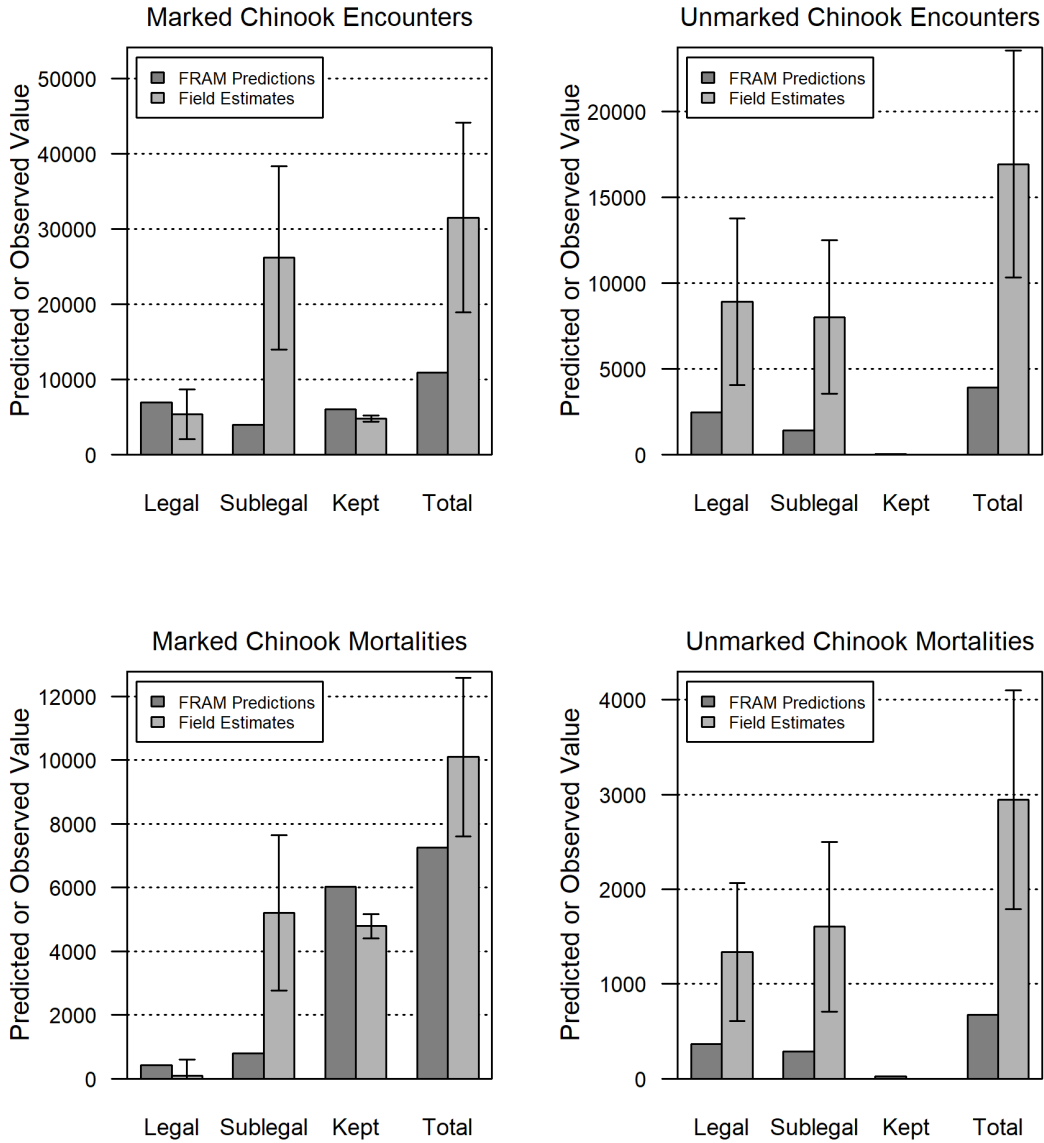 Marked Chinook Encounters
Predicted or Observed Value
50000
40000
30000
20000
10000
0
FRAM Predictions
Field Estimates
Legal Sublegal Kept Total
Unmarked Chinook Encounters
Predicted or Observed Value
20000
15000
10000
5000
0
FRAM Predictions
Field Estimates
Legal Sublegal Kept Total
Marked Chinook Mortalities
Predicted or Observed Value
12000
10000
8000
6000
4000
2000
0
FRAM Predictions
Field Estimates
Legal Sublegal Kept Total
Unmarked Chinook Mortalities
Predicted or Observed Value
4000
3000
2000
1000
0
FRAM Predictions
Field Estimates
Legal Sublegal Kept Total